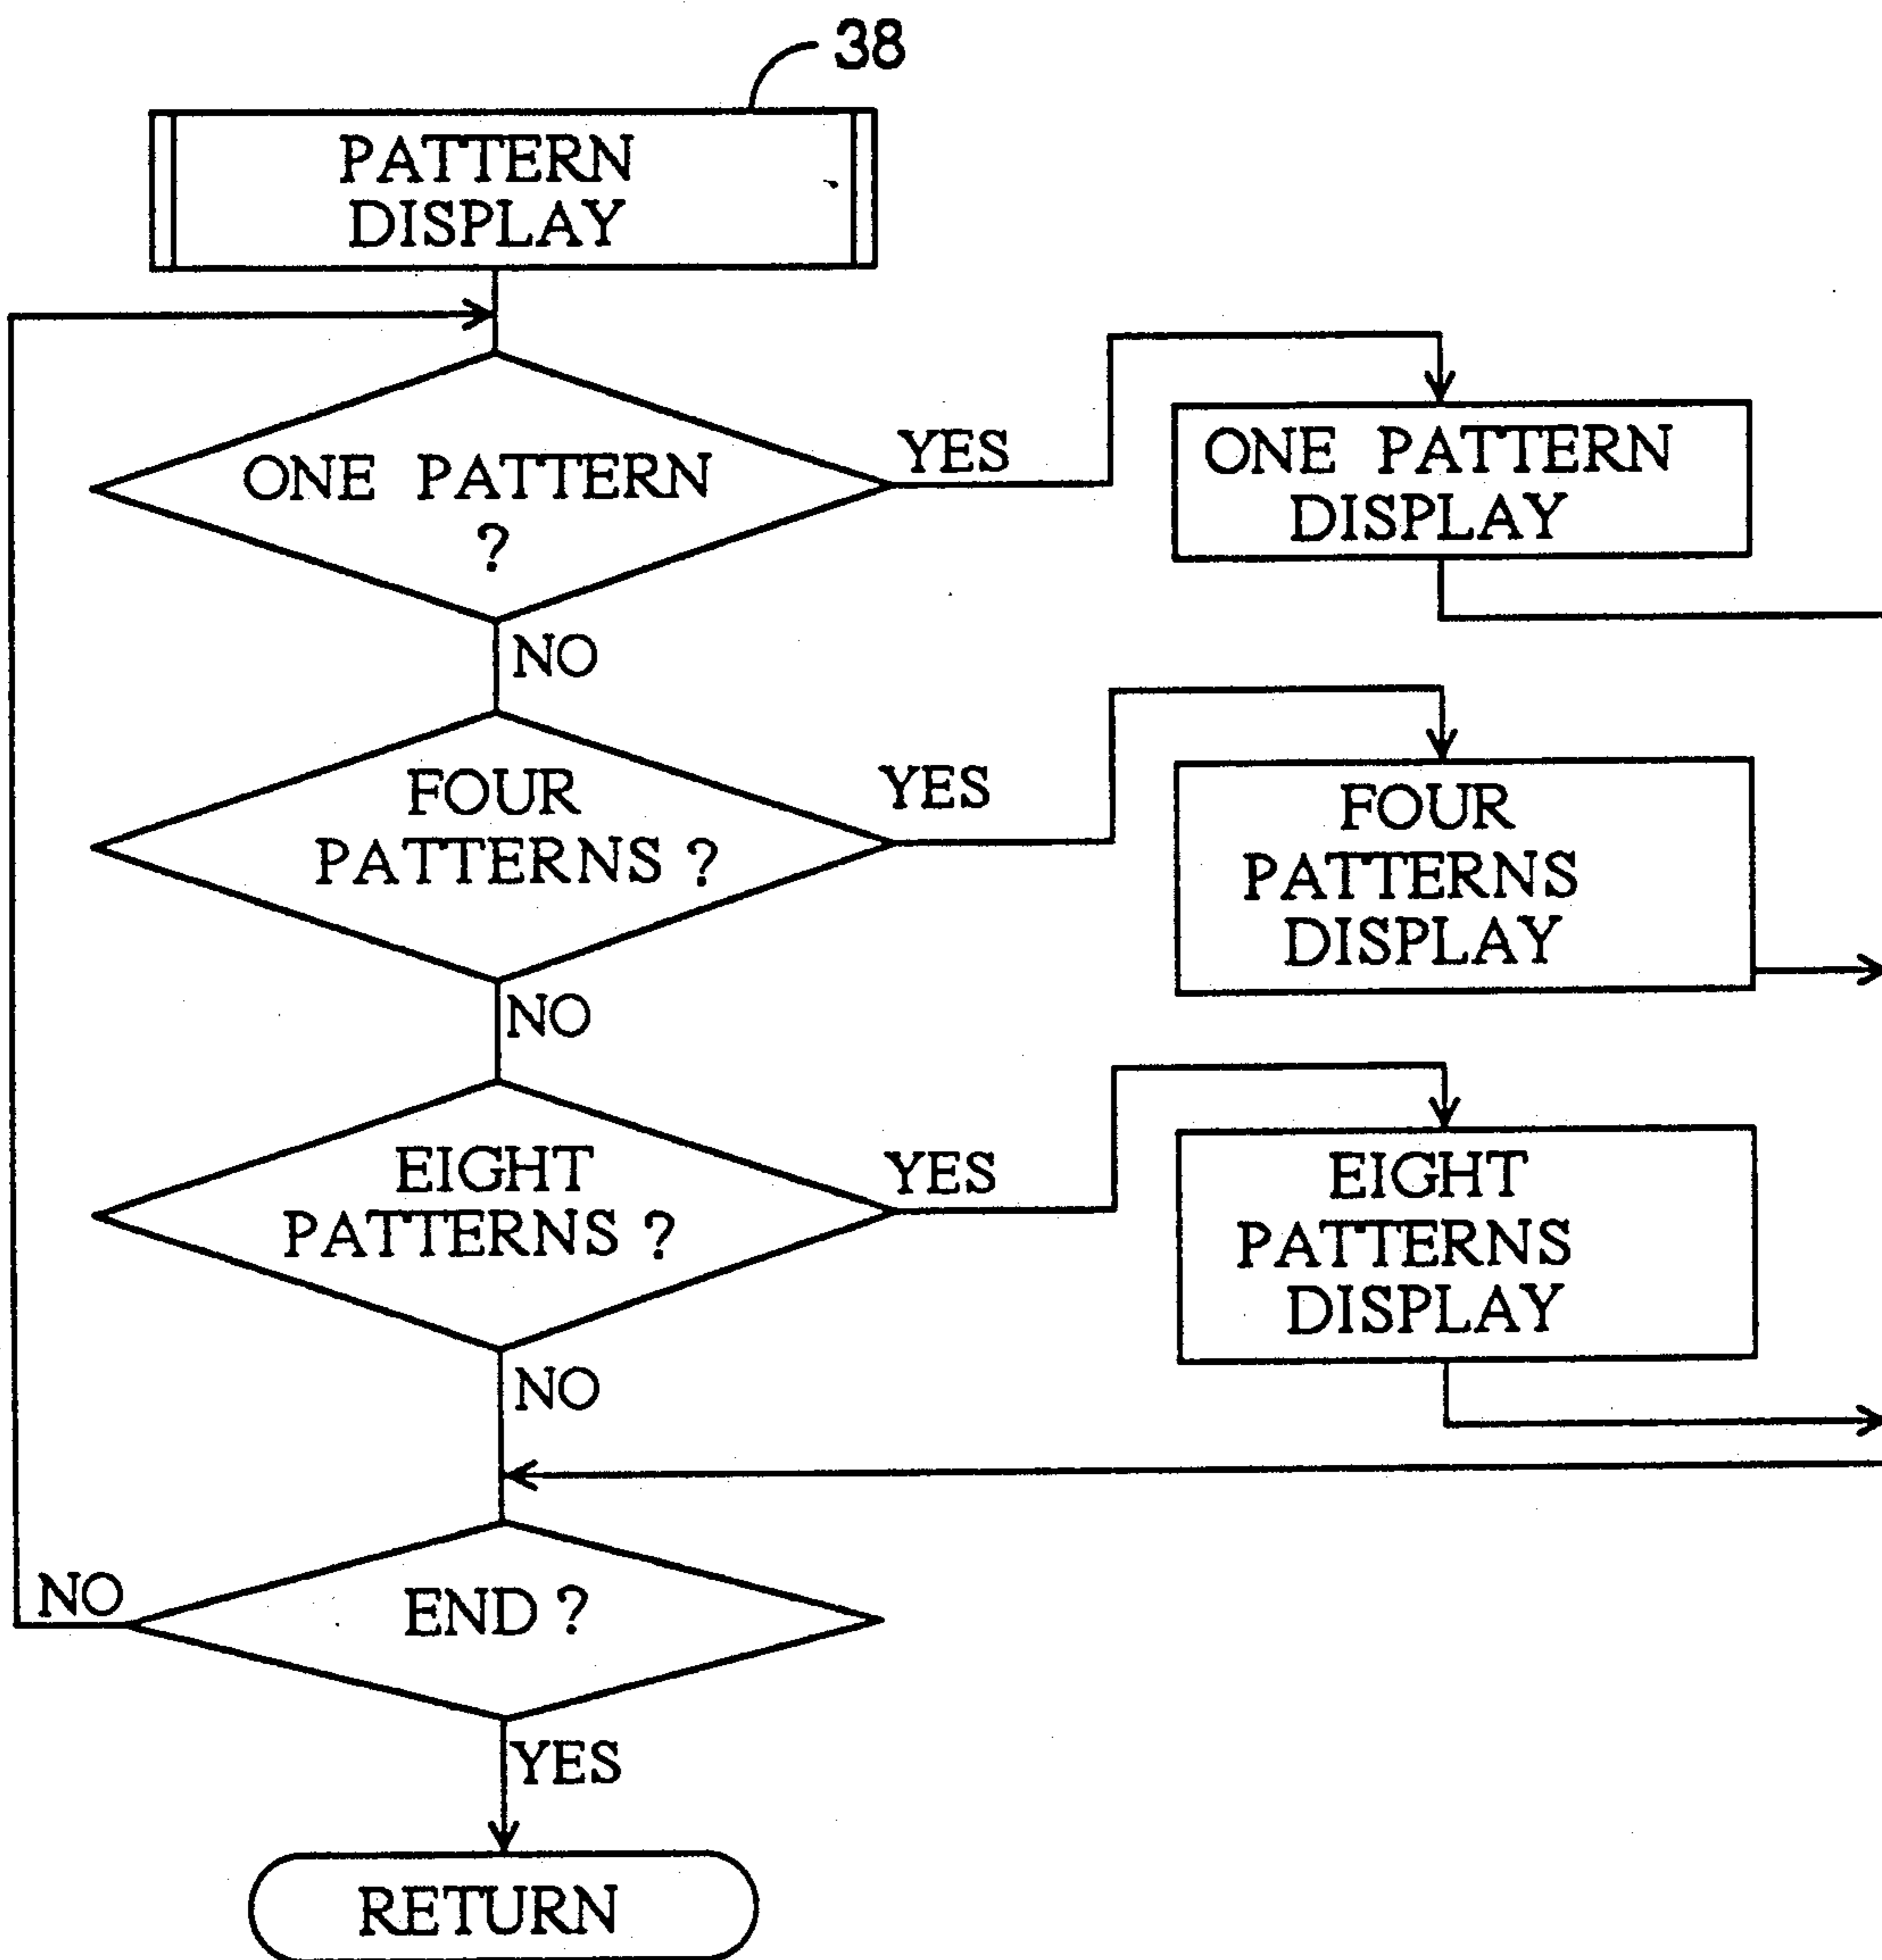 38
PATTERN
DISPLAY
ONE PATTERN
?
YES
ONE PATTERN
DISPLAY
NO
FOUR
PATTERNS ?
YES
FOUR
PATTERNS
DISPLAY
NO
EIGHT
PATTERNS ?
YES
EIGHT
PATTERNS
DISPLAY
NO
END ?
NO
YES
RETURN